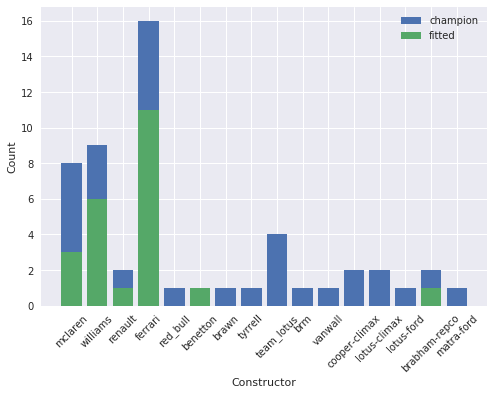 champion
fitted
16
14
12
10
8
6
4
2
0
Count
mclaren
williams
renault
ferrari
red_bull
benetton
brawn
tyrrell
team_lotus
brm
vanwall
cooper-climax
lotus-climax
lotus-ford
brabham-repco
matra-ford
Constructor